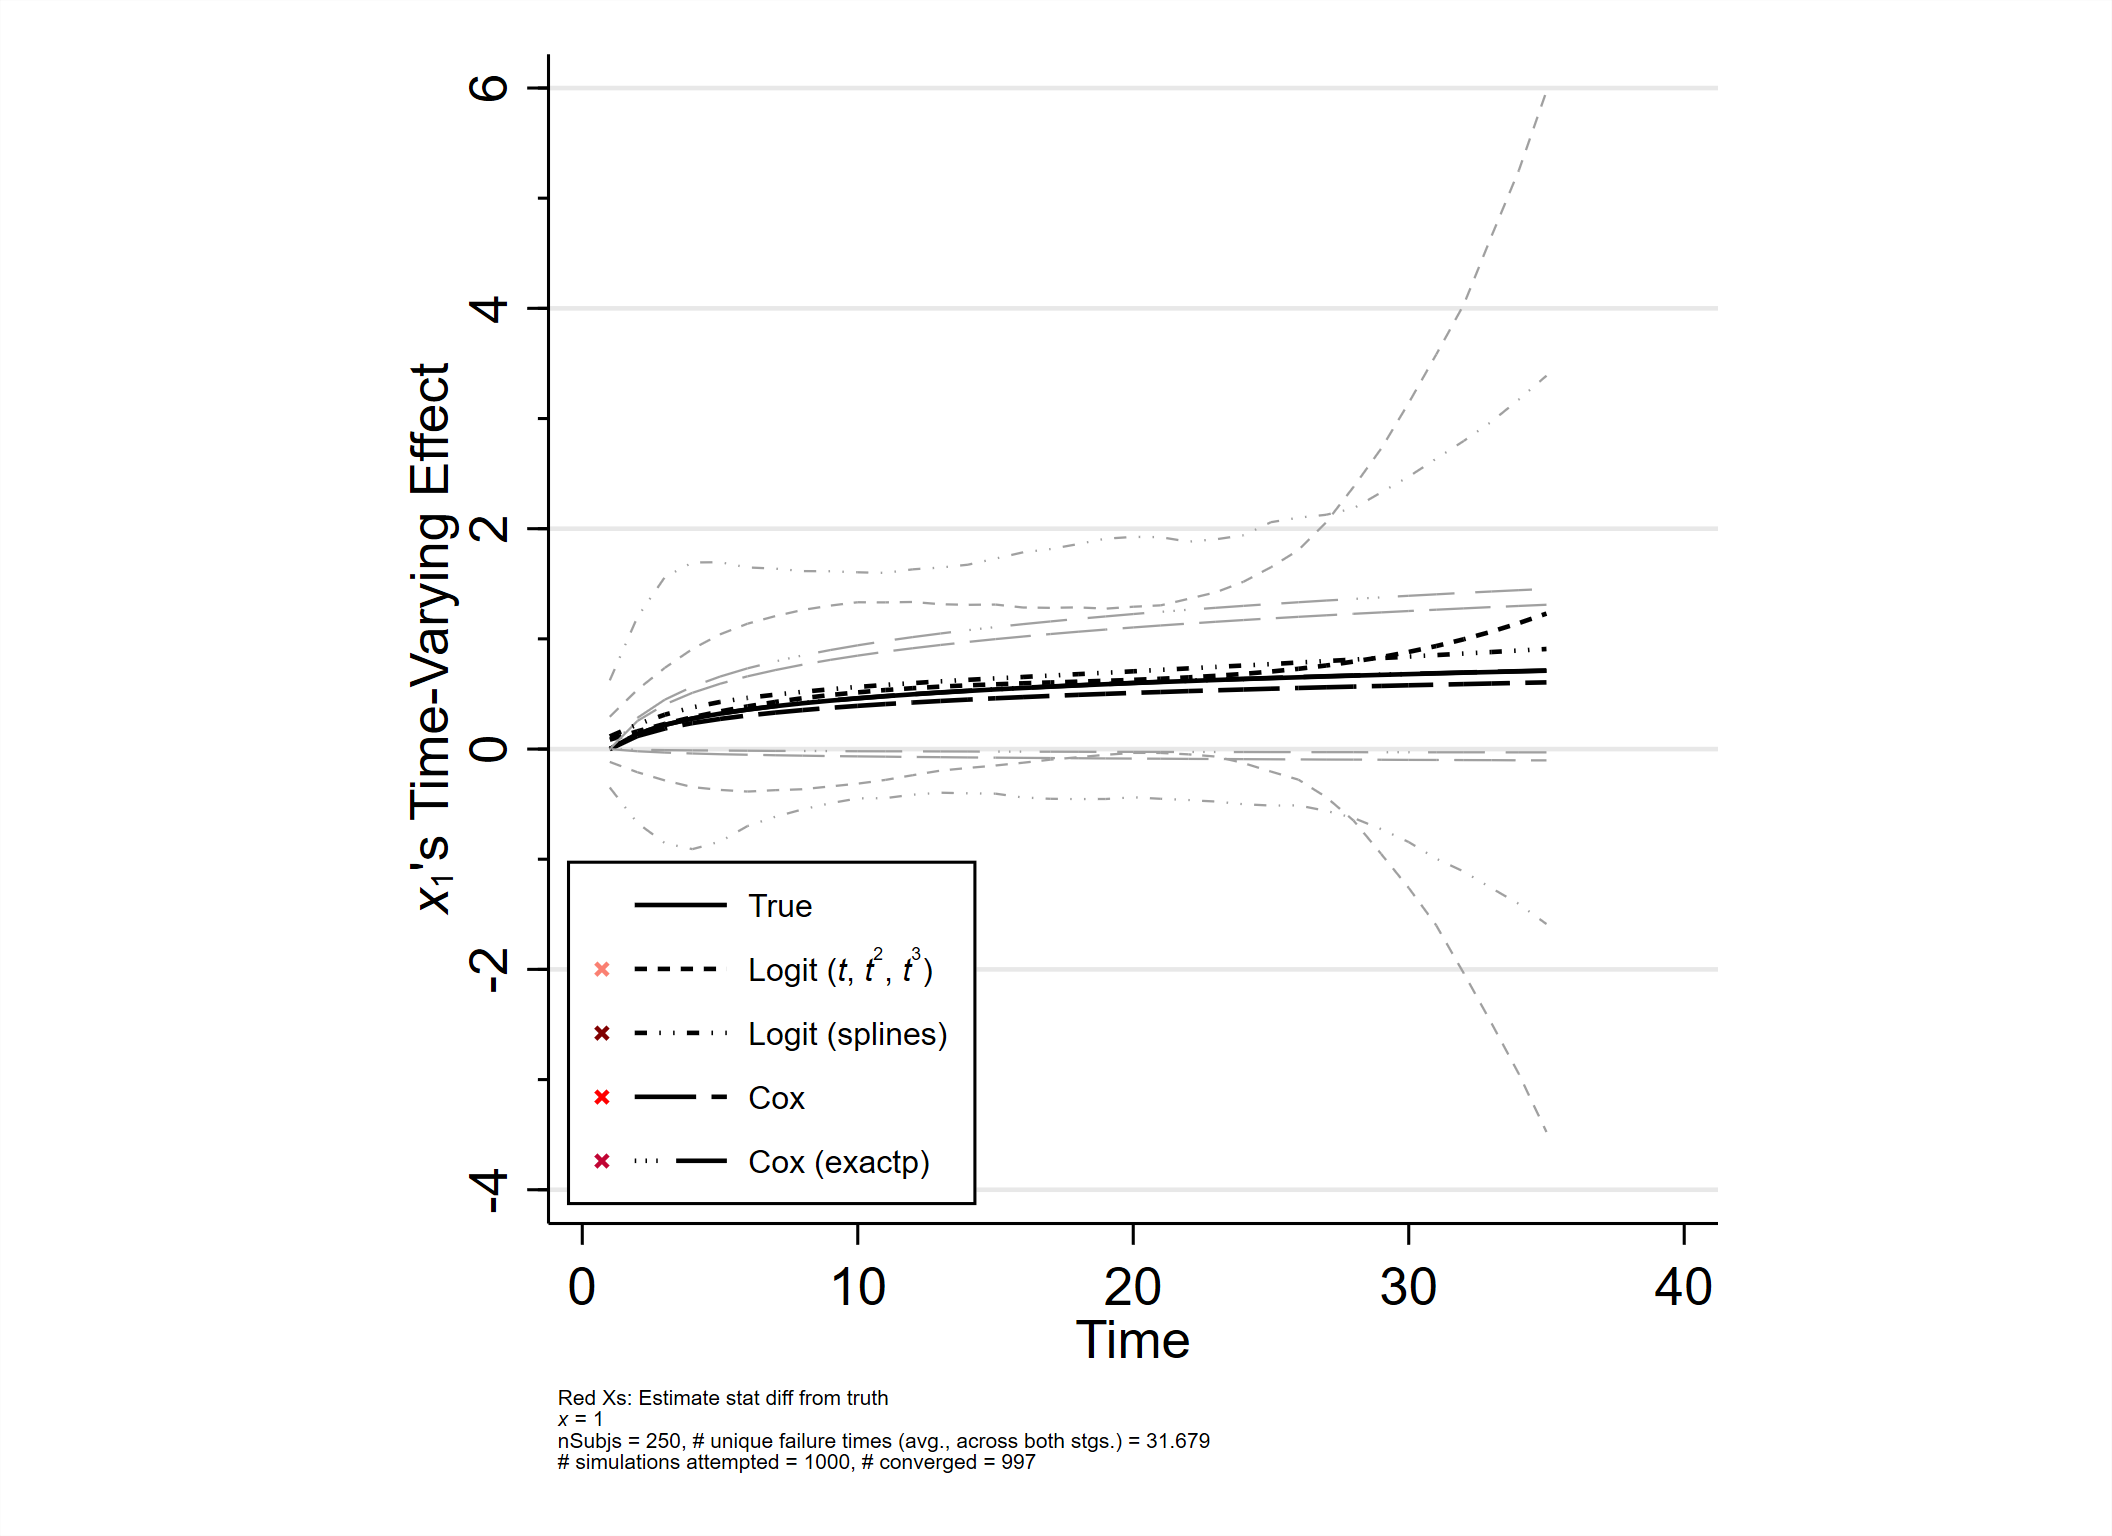 6
4
2
0
-2
-4
x₁'s Time-Varying Effect
True
Logit (t, t², t³)
Logit (splines)
Cox
Cox (exactp)
0 10 20 30 40
Time
Red Xs: Estimate stat diff from truth
x = 1
nSubjs = 250, # unique failure times (avg., across both stgs.) = 31.679
# simulations attempted = 1000, # converged = 997